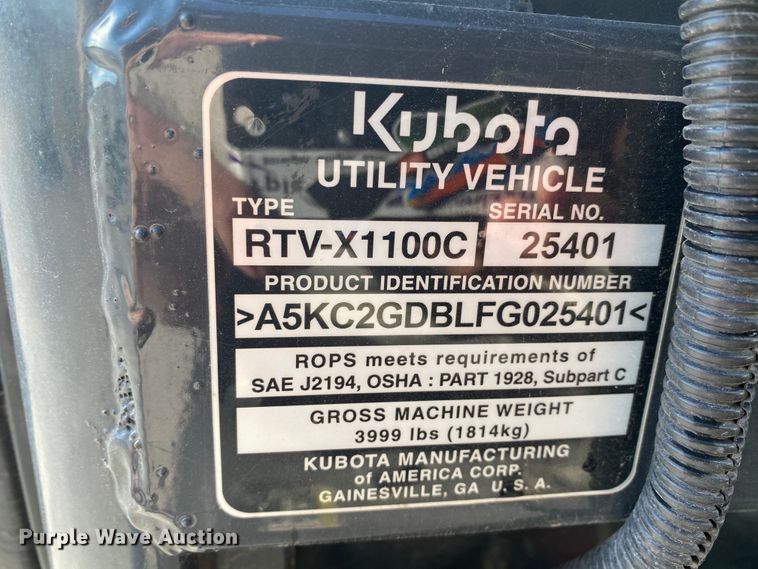 Kubota
UTILITY VEHICLE
TYPE SERIAL NO.
RTV-X1100C 25401
PRODUCT IDENTIFICATION NUMBER
>A5KC2GDBLFG025401<
ROPS meets requirements of
SAE J2194, OSHA : PART 1928, Subpart C
GROSS MACHINE WEIGHT
3999 lbs (1814kg)
KUBOTA MANUFACTURING
of AMERICA CORP.
GAINESVILLE, GA U. S. A.
Purple Wave Auction